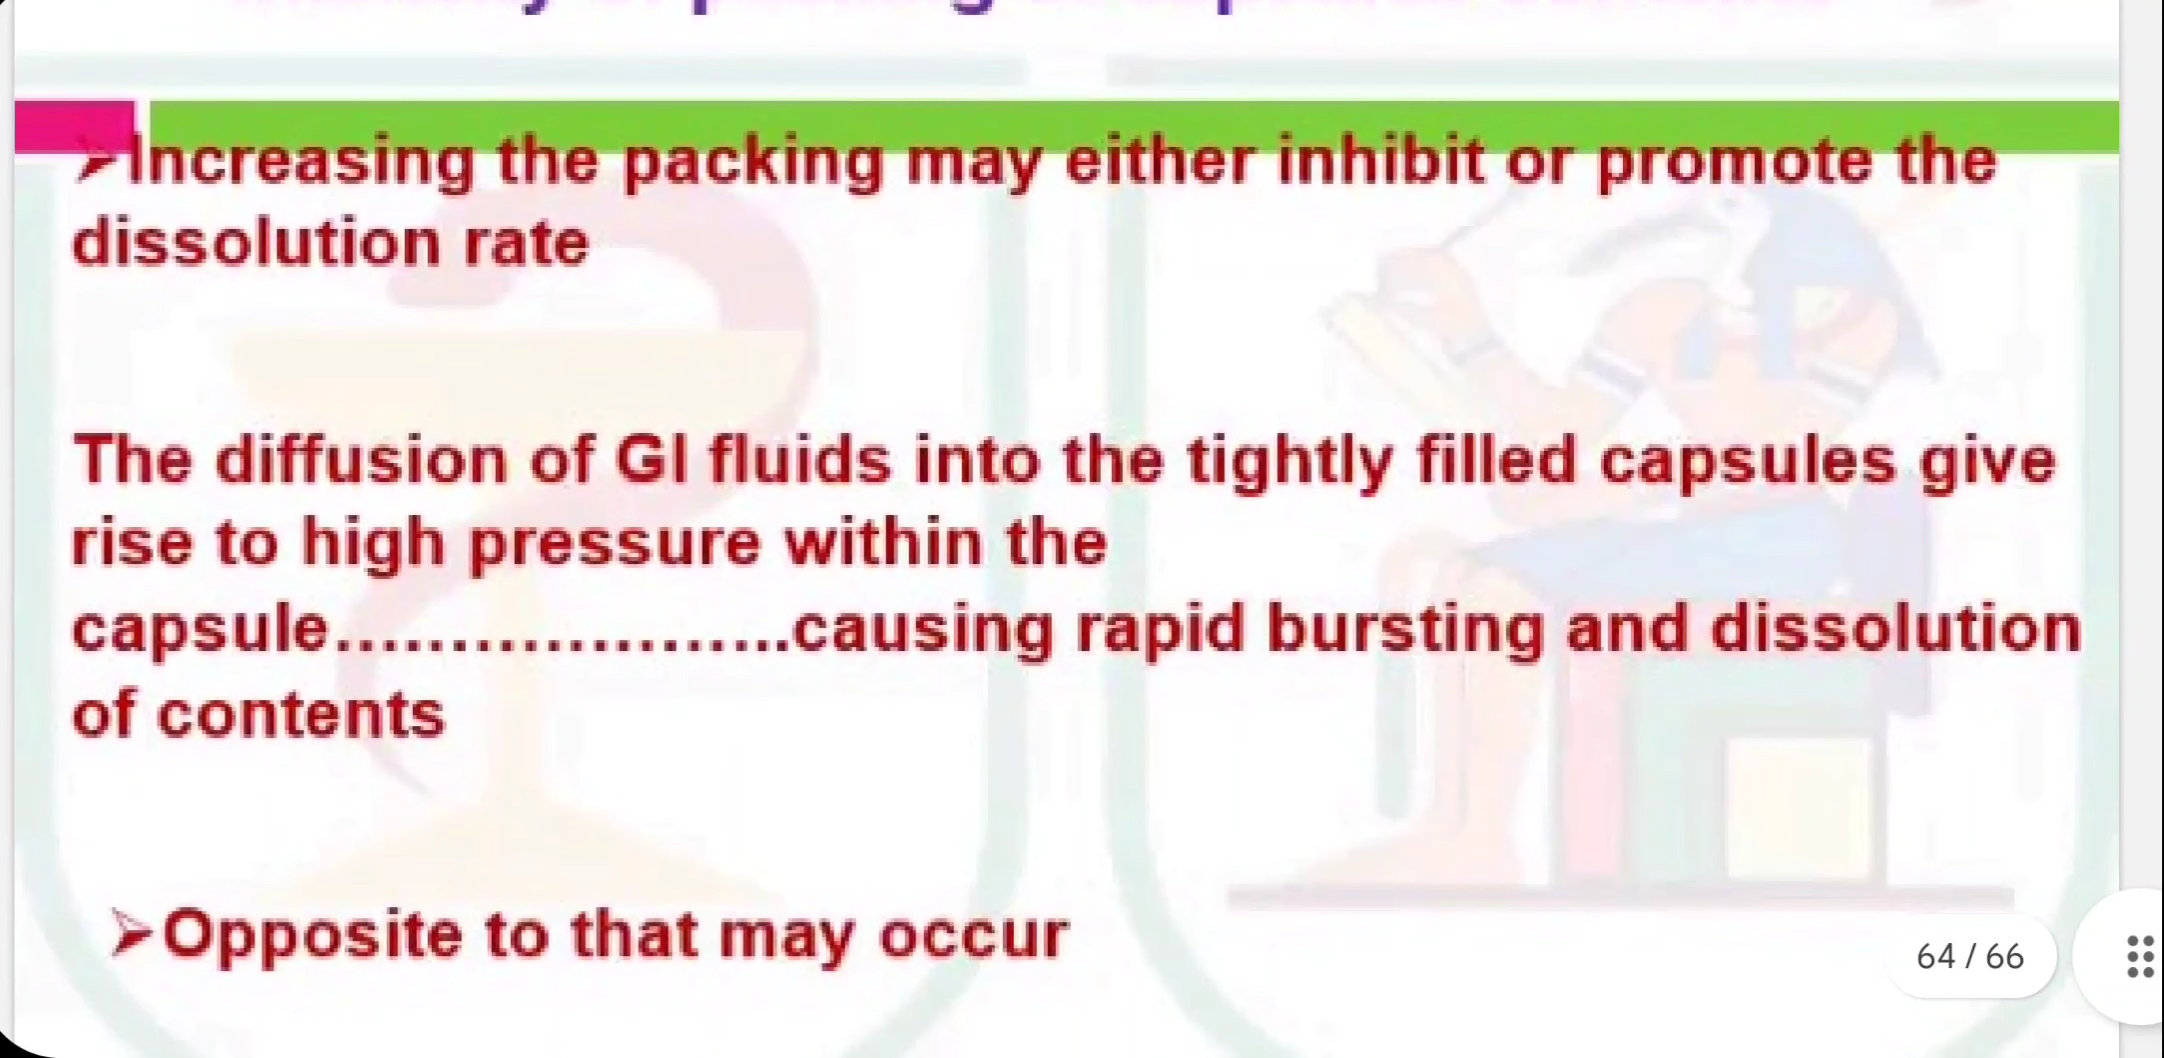 ➢Increasing the packing may either inhibit or promote the
dissolution rate
The diffusion of GI fluids into the tightly filled capsules give
rise to high pressure within the
capsule....................causing rapid bursting and dissolution
of contents
➢Opposite to that may occur
64 / 66